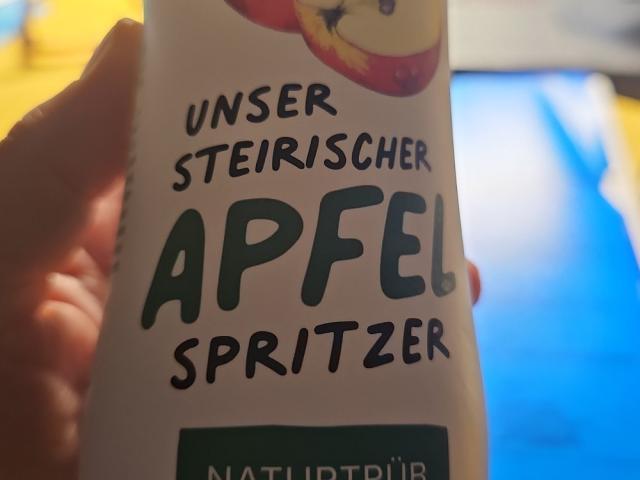 UNSER
STEIRISCHER
APFEL
SPRITZER
NATURTRÜB